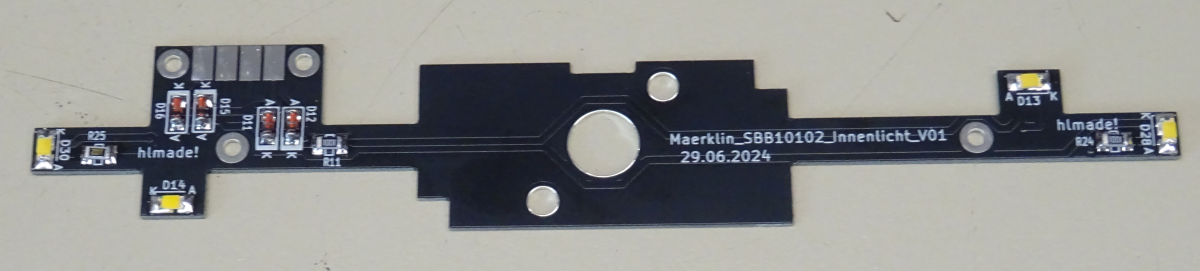 K
K
D16
D15
A
A
A
A
D11
D12
K
K
R25
K
D30
A
hlmade!
R11
D14
K
A
Maerklin_SBB10102_Innenlicht_V01
29.06.2024
A
K
D13
hlmade!
R24
K
D28
A